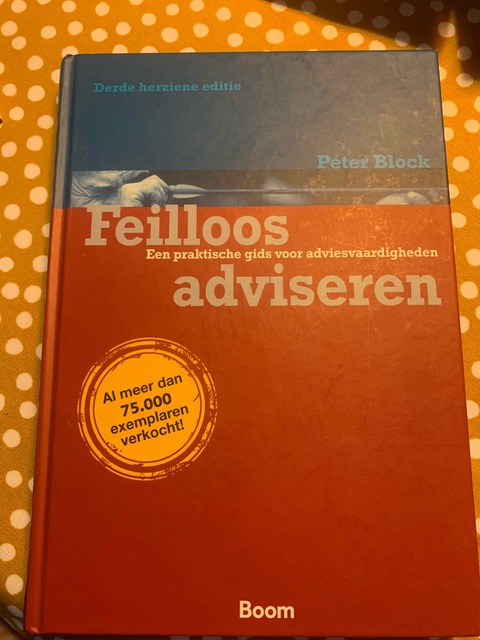 Derde herziene editie
Peter Block
Feilloos
Een praktische gids voor adviesvaardigheden
adviseren
Al meer dan
75.000
exemplaren
verkocht!
Boom